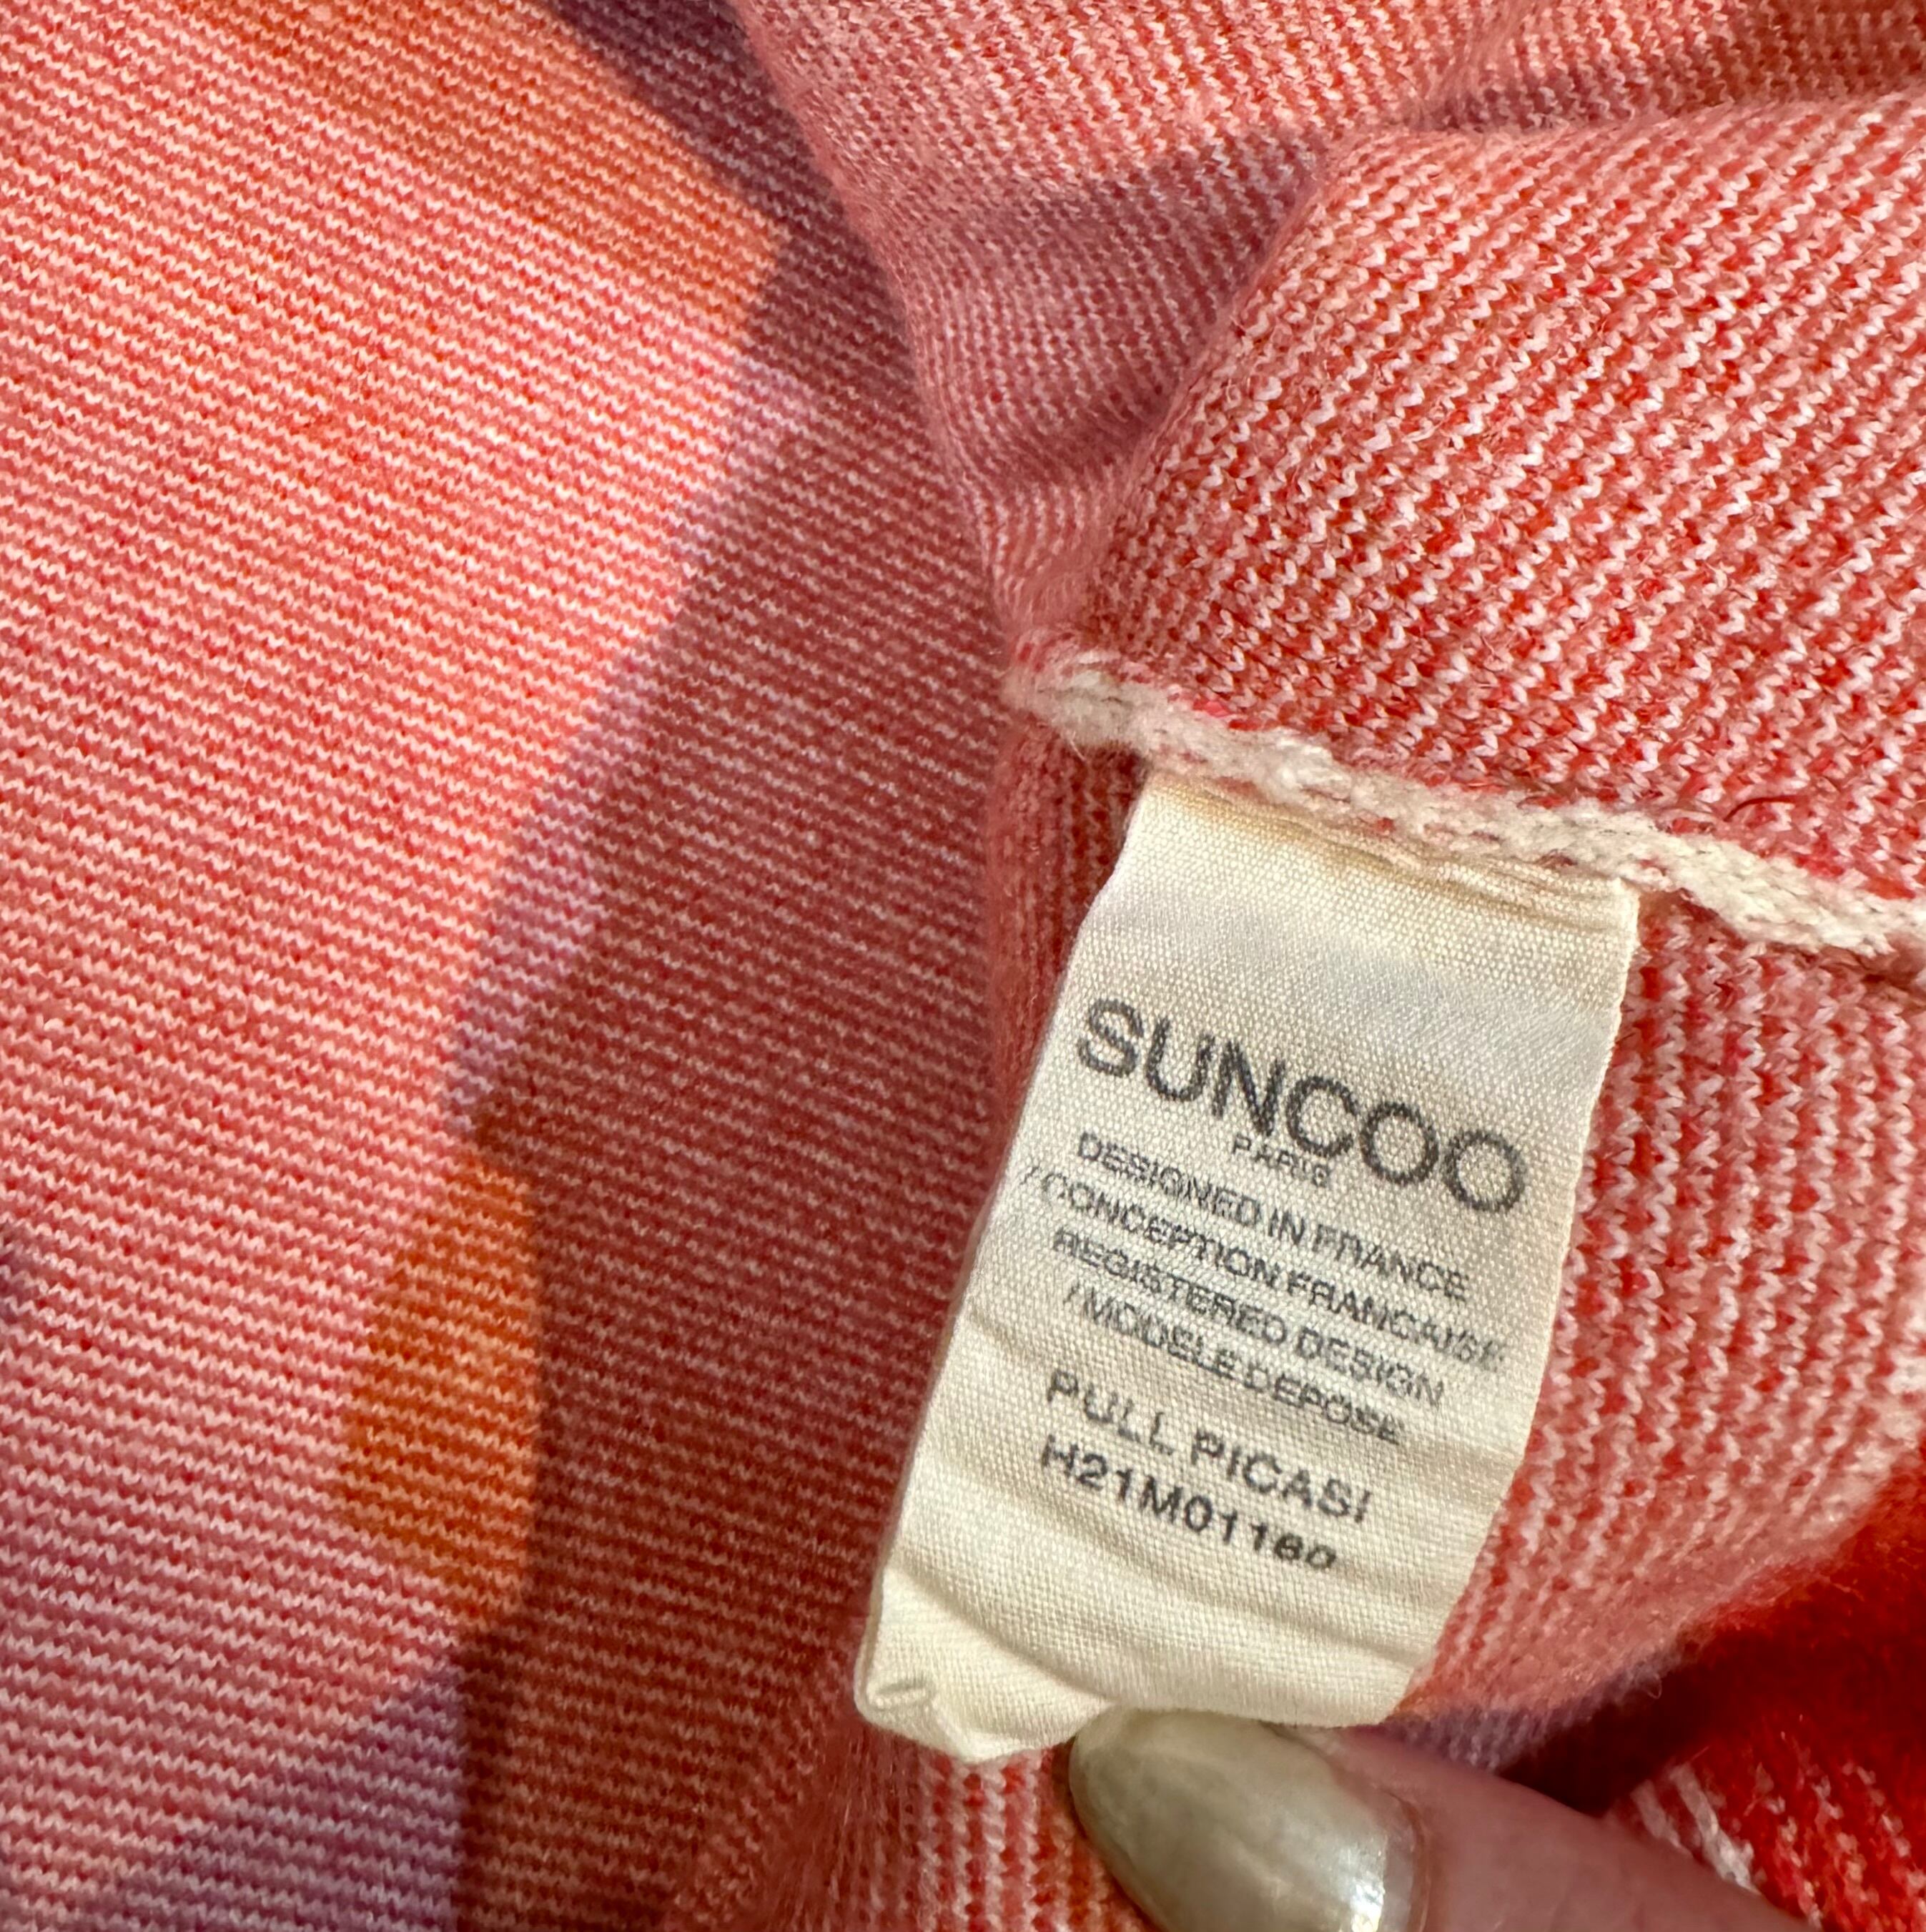 SUNCOO
PARIS
DESIGNED IN FRANCE
/CONCEPTION FRANCAISE
REGISTERED DESIGN
/MODELE DEPOSE
PULL PICASI
H21M01160